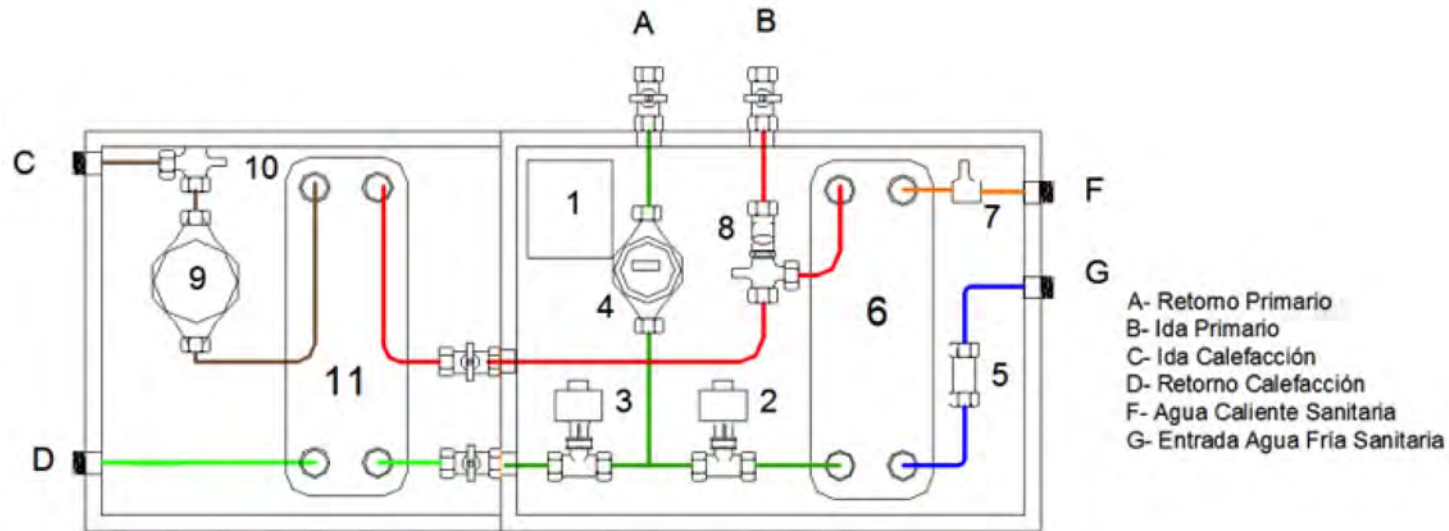 A
B
C
10
1
8
7
F
9
4
6
G
11
5
3
2
D
A- Retorno Primario
B- Ida Primario
C- Ida Calefacción
D- Retorno Calefacción
F- Agua Caliente Sanitaria
G- Entrada Agua Fría Sanitaria